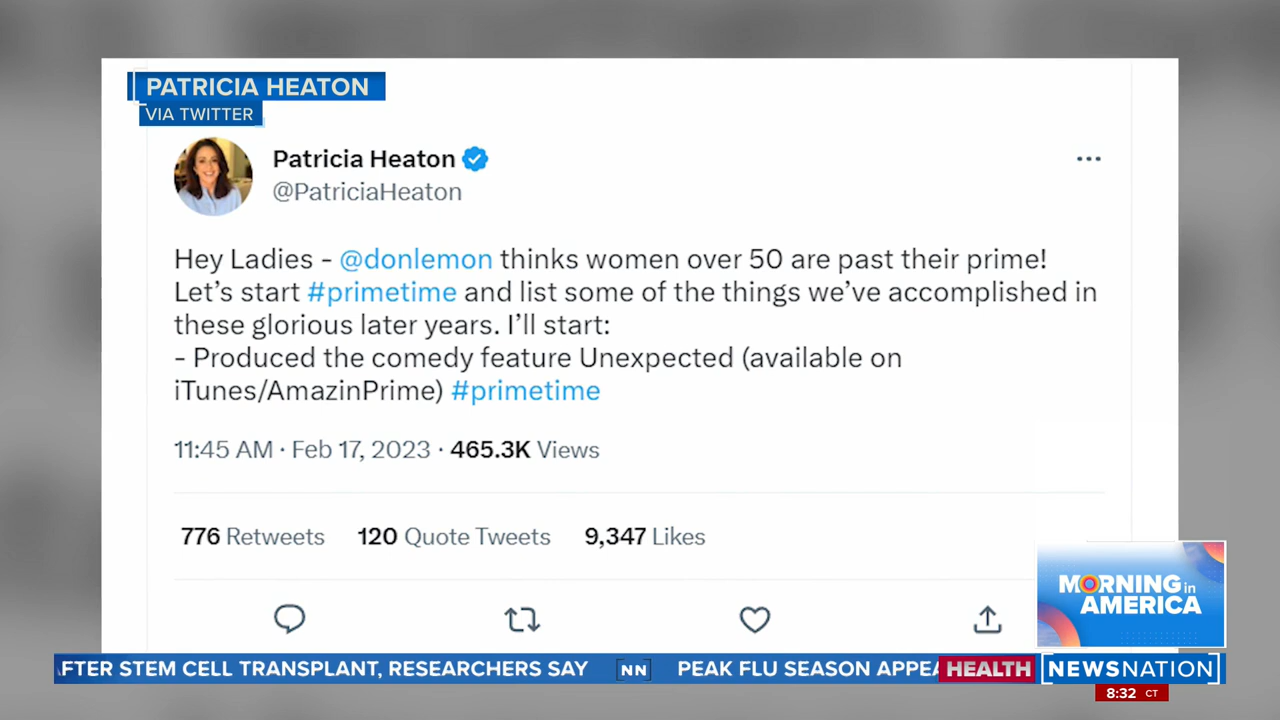 PATRICIA HEATON
VIA TWITTER
Patricia Heaton
@PatriciaHeaton
Hey Ladies - @donlemon thinks women over 50 are past their prime!
Let's start #primetime and list some of the things we've accomplished in
these glorious later years. I'll start:
- Produced the comedy feature Unexpected (available on
iTunes/AmazinPrime) #primetime
11:45 AM · Feb 17, 2023 · 465.3K Views
776 Retweets 120 Quote Tweets 9,347 Likes
MORNING in
AMERICA
FTER STEM CELL TRANSPLANT, RESEARCHERS SAY NN PEAK FLU SEASON APPEA HEALTH NEWSNATION
8:32 CT